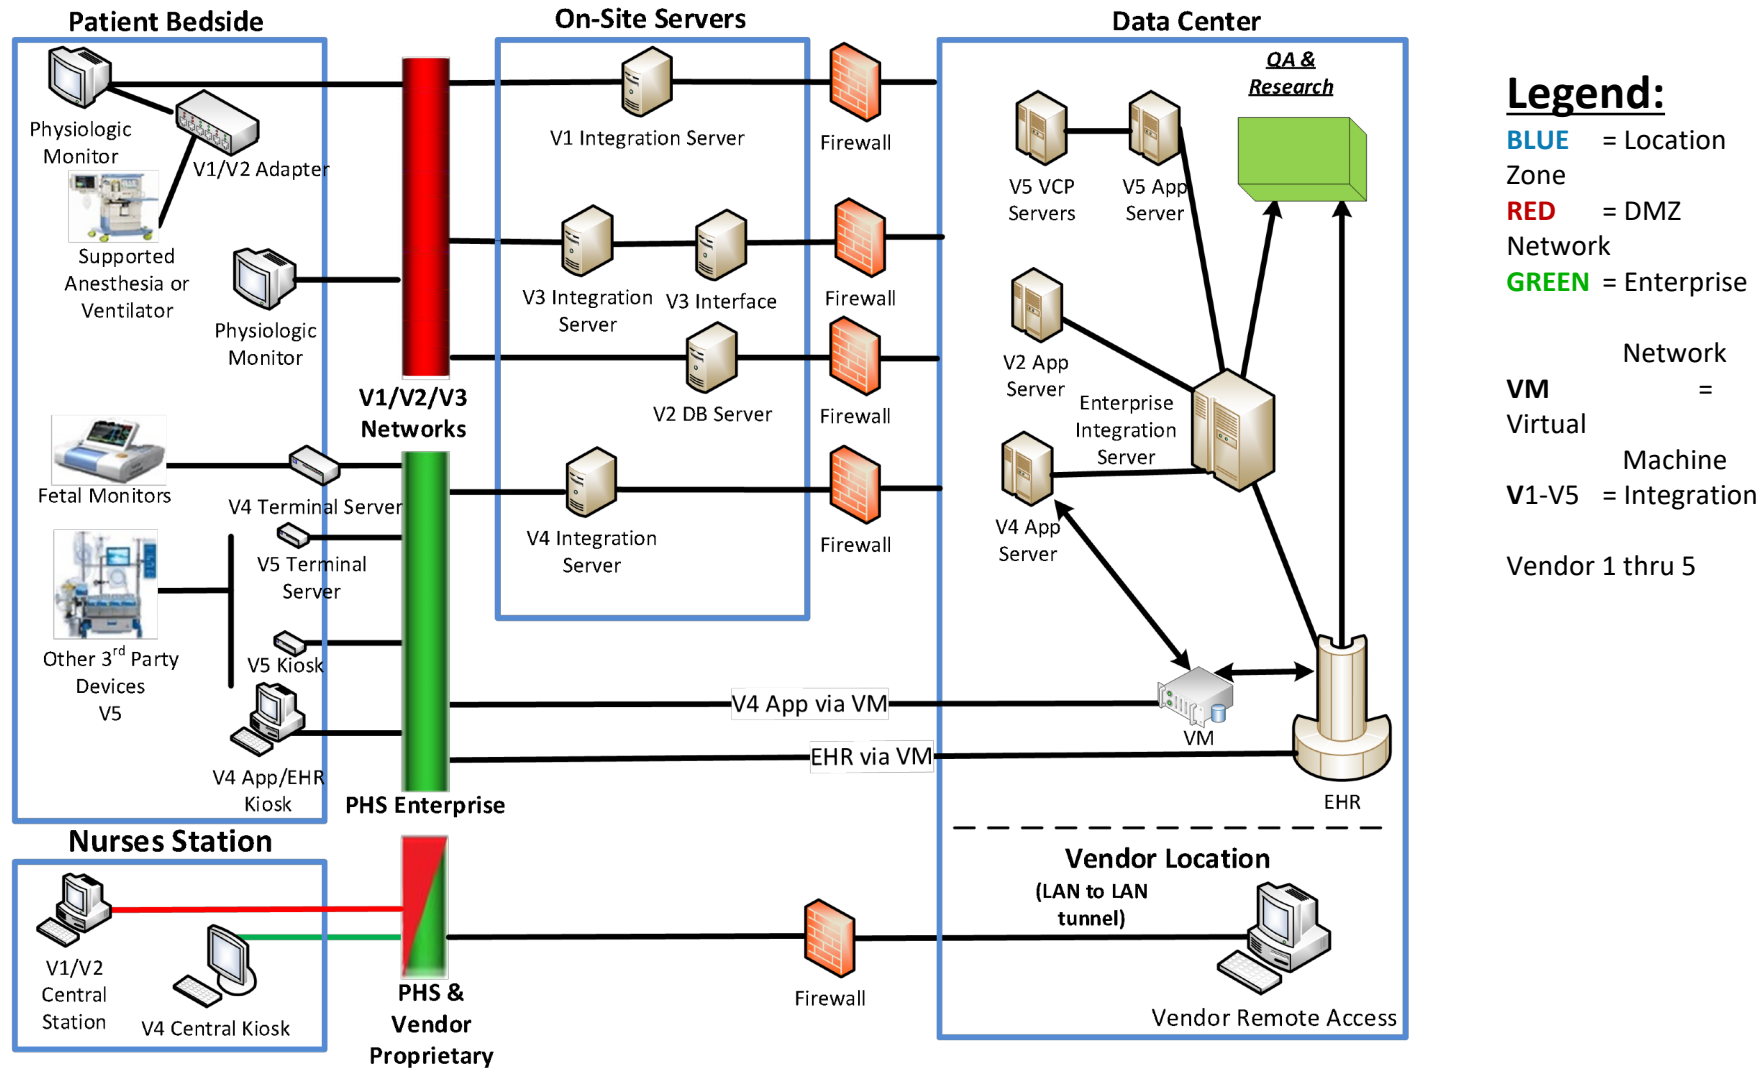 Patient Bedside
On-Site Servers
Data Center
Physiologic
Monitor
V1/V2 Adapter
Supported
Anesthesia or
Ventilator
Physiologic
Monitor
Fetal Monitors
V4 Terminal Server
V5 Terminal
Server
Other 3rd Party
Devices
V5
V5 Kiosk
V4 App/EHR
Kiosk
V1/V2/V3
Networks
PHS Enterprise
V1 Integration Server
Firewall
V3 Integration
Server
V3 Interface
Firewall
V2 DB Server
Firewall
V4 Integration
Server
Firewall
V4 App via VM
EHR via VM
QA &
Research
V5 VCP
Servers
V5 App
Server
V2 App
Server
Enterprise
Integration
Server
V4 App
Server
VM
EHR
Nurses Station
V1/V2
Central
Station
V4 Central Kiosk
PHS &
Vendor
Proprietary
Firewall
Vendor Location
(LAN to LAN
tunnel)
Vendor Remote Access
Legend:
BLUE = Location
Zone
RED = DMZ
Network
GREEN = Enterprise
Network
VM =
Virtual
Machine
V1-V5 = Integration
Vendor 1 thru 5